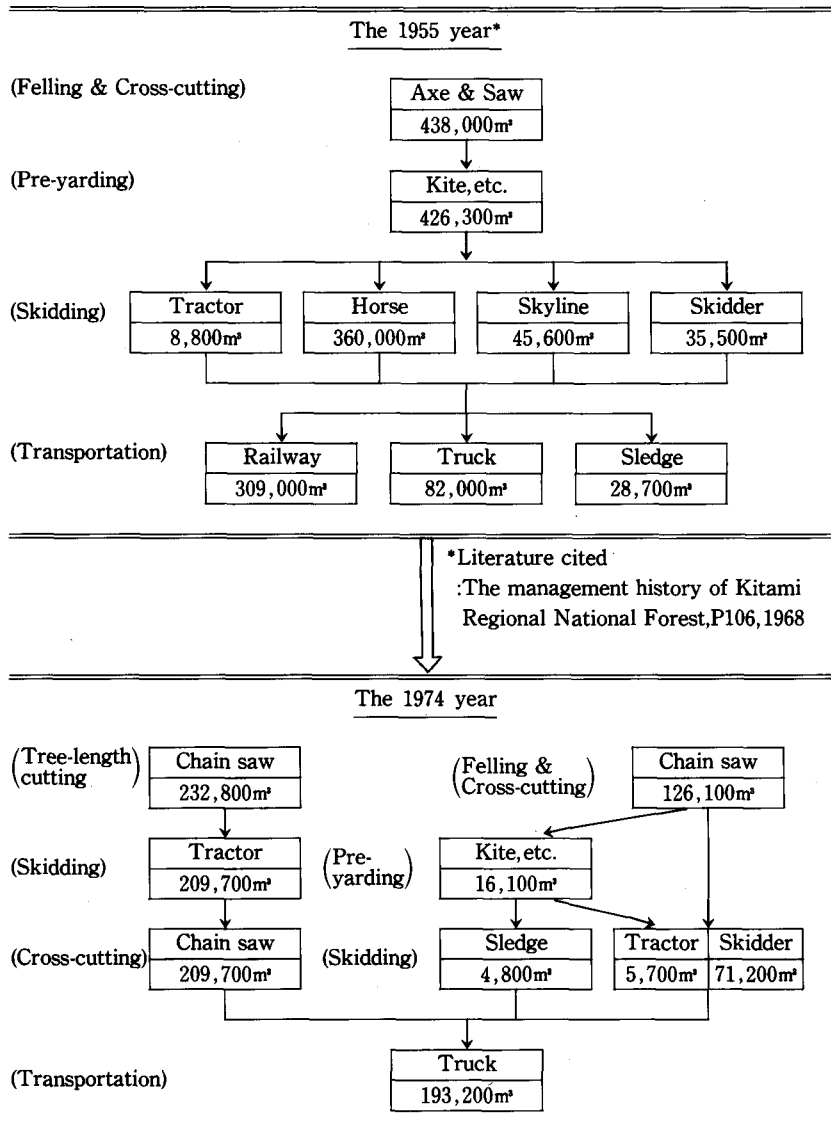 The 1955 year*
(Felling & Cross-cutting)
Axe & Saw
438,000m³
(Pre-yarding)
Kite, etc.
426,300m³
(Skidding)
Tractor
8,800m³
Horse
360,000m³
Skyline
45,600m³
Skidder
35,500m³
(Transportation)
Railway
309,000m³
Truck
82,000m³
Sledge
28,700m³
*Literature cited
:The management history of Kitami
Regional National Forest,P106,1968
The 1974 year
(Tree-length
cutting)
Chain saw
232,800m³
(Felling &
Cross-cutting)
Chain saw
126,100m³
(Skidding)
Tractor
209,700m³
(Pre-
yarding)
Kite, etc.
16,100m³
(Cross-cutting)
Chain saw
209,700m³
(Skidding)
Sledge
4,800m³
Tractor
5,700m³
Skidder
71,200m³
(Transportation)
Truck
193,200m³